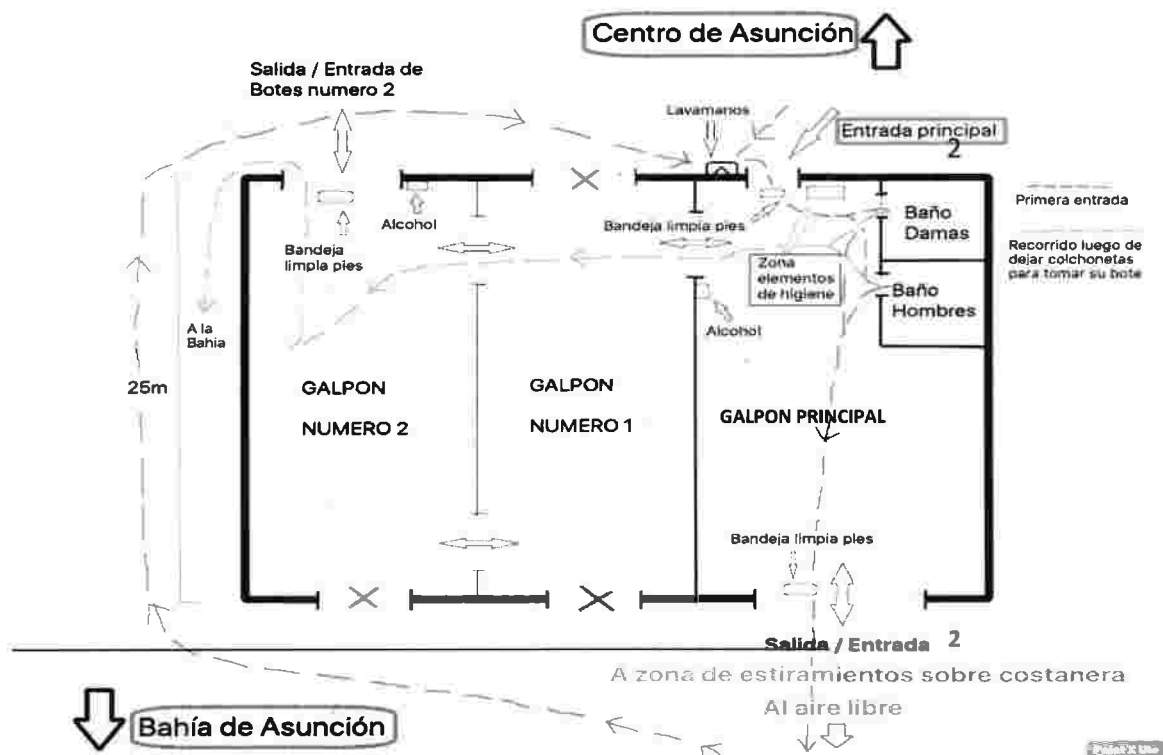 Centro de Asunción
Salida / Entrada de
Botes numero 2
Lavamanos
Entrada principal
2
Alcohol
Bandeja limpia pies
Bandeja
limpia pies
Baño
Damas
Primera entrada
Zona
elementos
de higiene
Recorrido luego de
dejar colchonetas
para tomar su bote
Baño
Hombres
A la
Bahia
Alcohol
25m
GALPON
NUMERO 2
GALPON
NUMERO 1
GALPON PRINCIPAL
Bandeja limpia pies
Salida / Entrada 2
A zona de estiramientos sobre costanera
Al aire libre
Bahía de Asunción